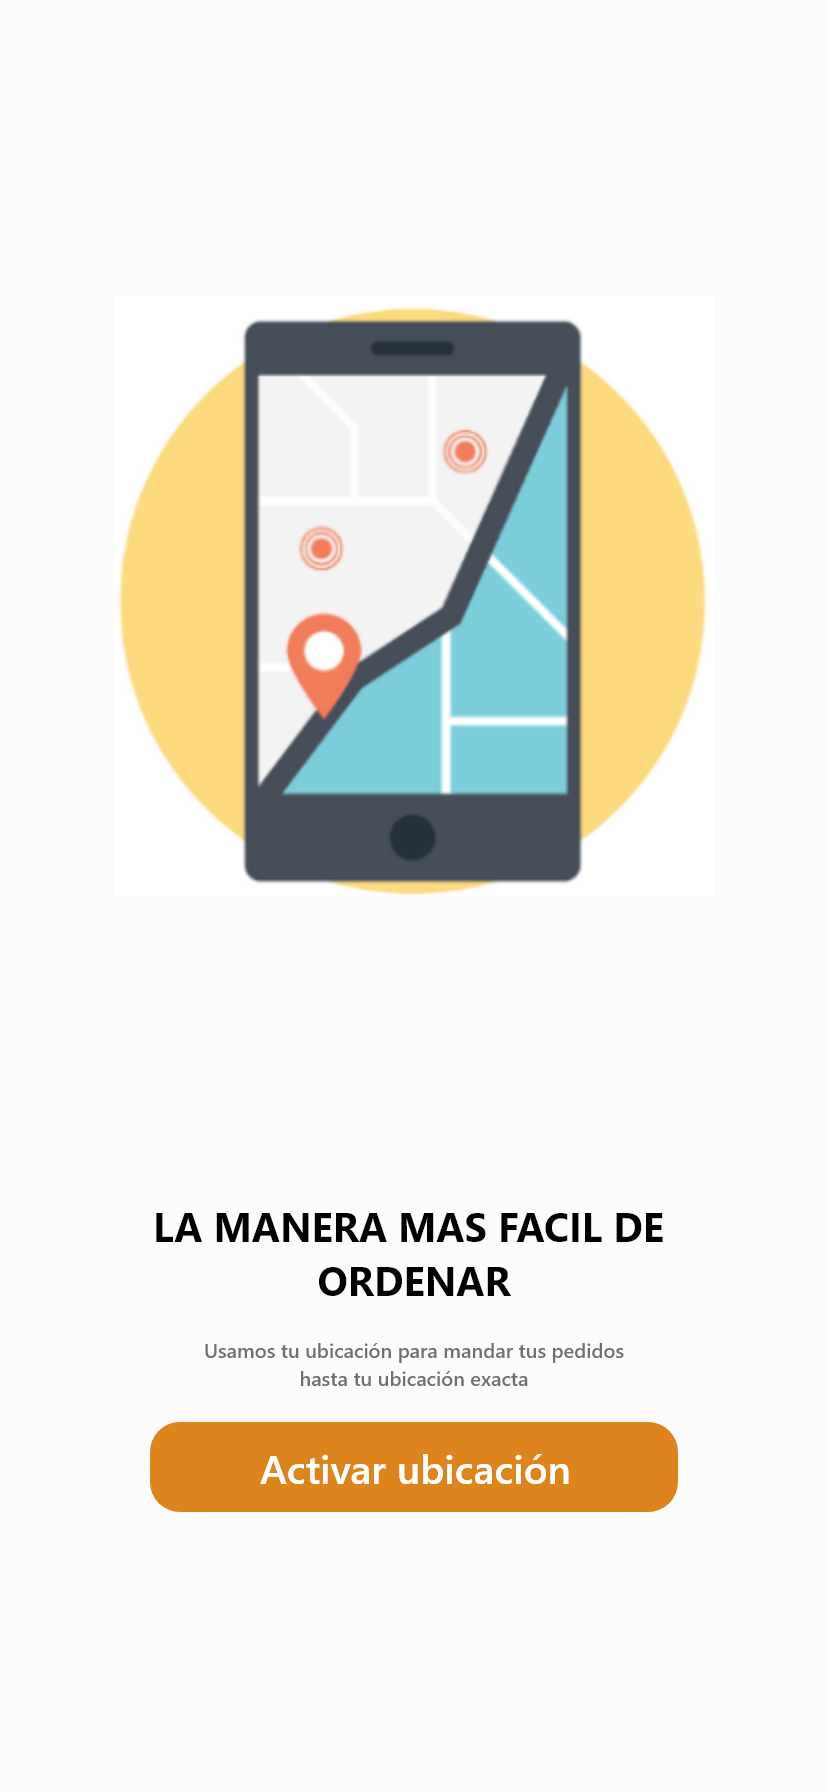 LA MANERA MAS FACIL DE
ORDENAR
Usamos tu ubicación para mandar tus pedidos
hasta tu ubicación exacta
Activar ubicación